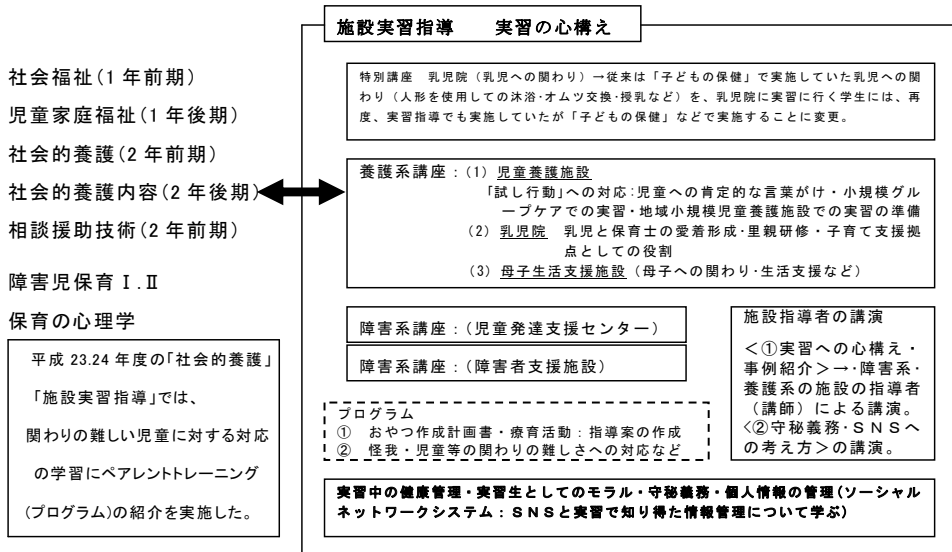 施設実習指導　　実習の心構え
社会福祉(1年前期)
児童家庭福祉(1年後期)
社会的養護(2年前期)
社会的養護内容(2年後期)
相談援助技術(2年前期)
障害児保育Ⅰ.Ⅱ
保育の心理学
平成 23.24 年度の「社会的養護」
「施設実習指導」では、
関わりの難しい児童に対する対応
の学習にペアレントトレーニング
(プログラム)の紹介を実施した。
特別講座　乳児院（乳児への関わり）→従来は「子どもの保健」で実施していた乳児への関
わり（人形を使用しての沐浴･オムツ交換･授乳など）を、乳児院に実習に行く学生には、再
度、実習指導でも実施していたが「子どもの保健」などで実施することに変更。
養護系講座：(1) 児童養護施設
「試し行動」への対応:児童への肯定的な言葉がけ・小規模グル
ープケアでの実習・地域小規模児童養護施設での実習の準備
(2) 乳児院　乳児と保育士の愛着形成･里親研修・子育て支援拠
点としての役割
(3) 母子生活支援施設（母子への関わり･生活支援など）
障害系講座：(児童発達支援センター)
障害系講座：(障害者支援施設)
プログラム
①　おやつ作成計画書・療育活動：指導案の作成
②　怪我・児童等の関わりの難しさへの対応など
施設指導者の講演
＜①実習への心構え・
事例紹介＞→･障害系･
養護系の施設の指導者
（講師）による講演。
<②守秘義務･ＳＮＳへ
の考え方＞の講演。
実習中の健康管理・実習生としてのモラル・守秘義務・個人情報の管理(ソーシャル
ネットワークシステム：ＳＮＳと実習で知り得た情報管理について学ぶ)